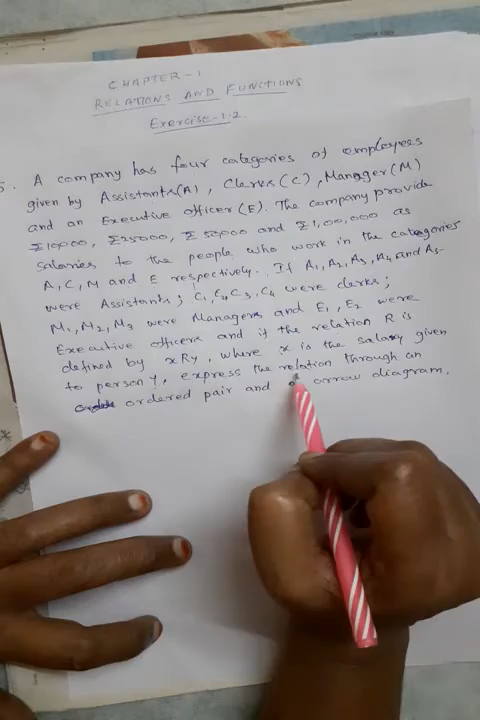 CHAPTER-1
RELATIONS AND FUNCTIONS
Exercise-1.2.
5. A company has four categories of employees
given by Assistants(A), Clerks(C), Manager(M)
and an Executive Officer(E). The company provide
₹10000, ₹25000, ₹50000 and ₹1,00,000 as
salaries to the people who work in the categories
A, C, M and E respectively. If A1, A2, A3, A4 and A5-
were Assistants; C1, C2, C3, C4 were clerks;
M1, M2, M3 were Managers and E1, E2 were
Executive officers and if the relation R is
defined by xRy, where x is the salary given
to person y, express the relation through an
ordered pair and an arrow diagram.